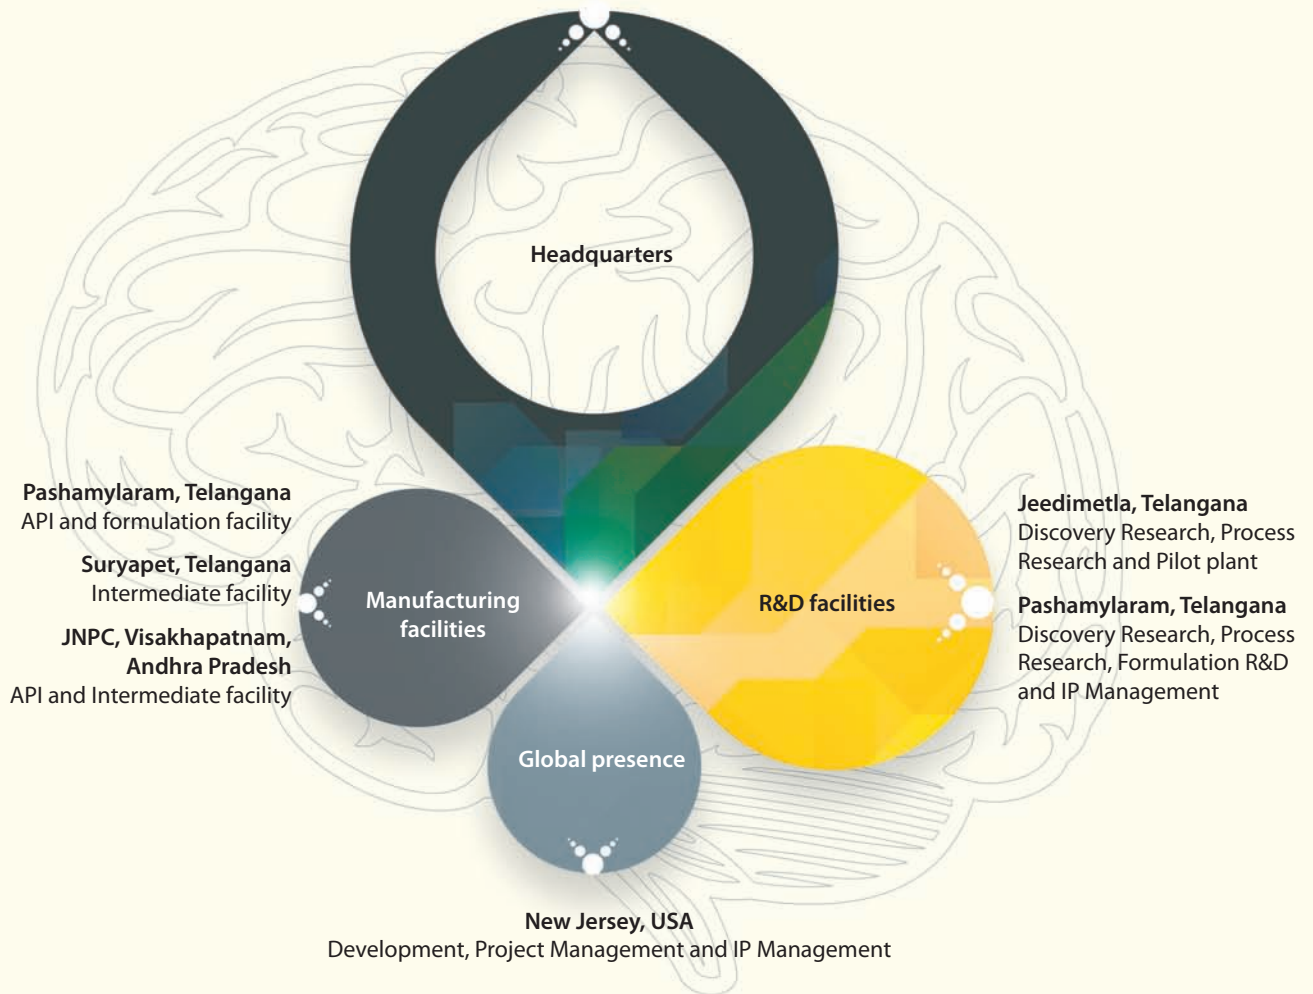 Headquarters
Pashamylaram, Telangana
API and formulation facility
Suryapet, Telangana
Intermediate facility
JNPC, Visakhapatnam,
Andhra Pradesh
API and Intermediate facility
Manufacturing
facilities
R&D facilities
Jeedimetla, Telangana
Discovery Research, Process
Research and Pilot plant
Pashamylaram, Telangana
Discovery Research, Process
Research, Formulation R&D
and IP Management
Global presence
New Jersey, USA
Development, Project Management and IP Management